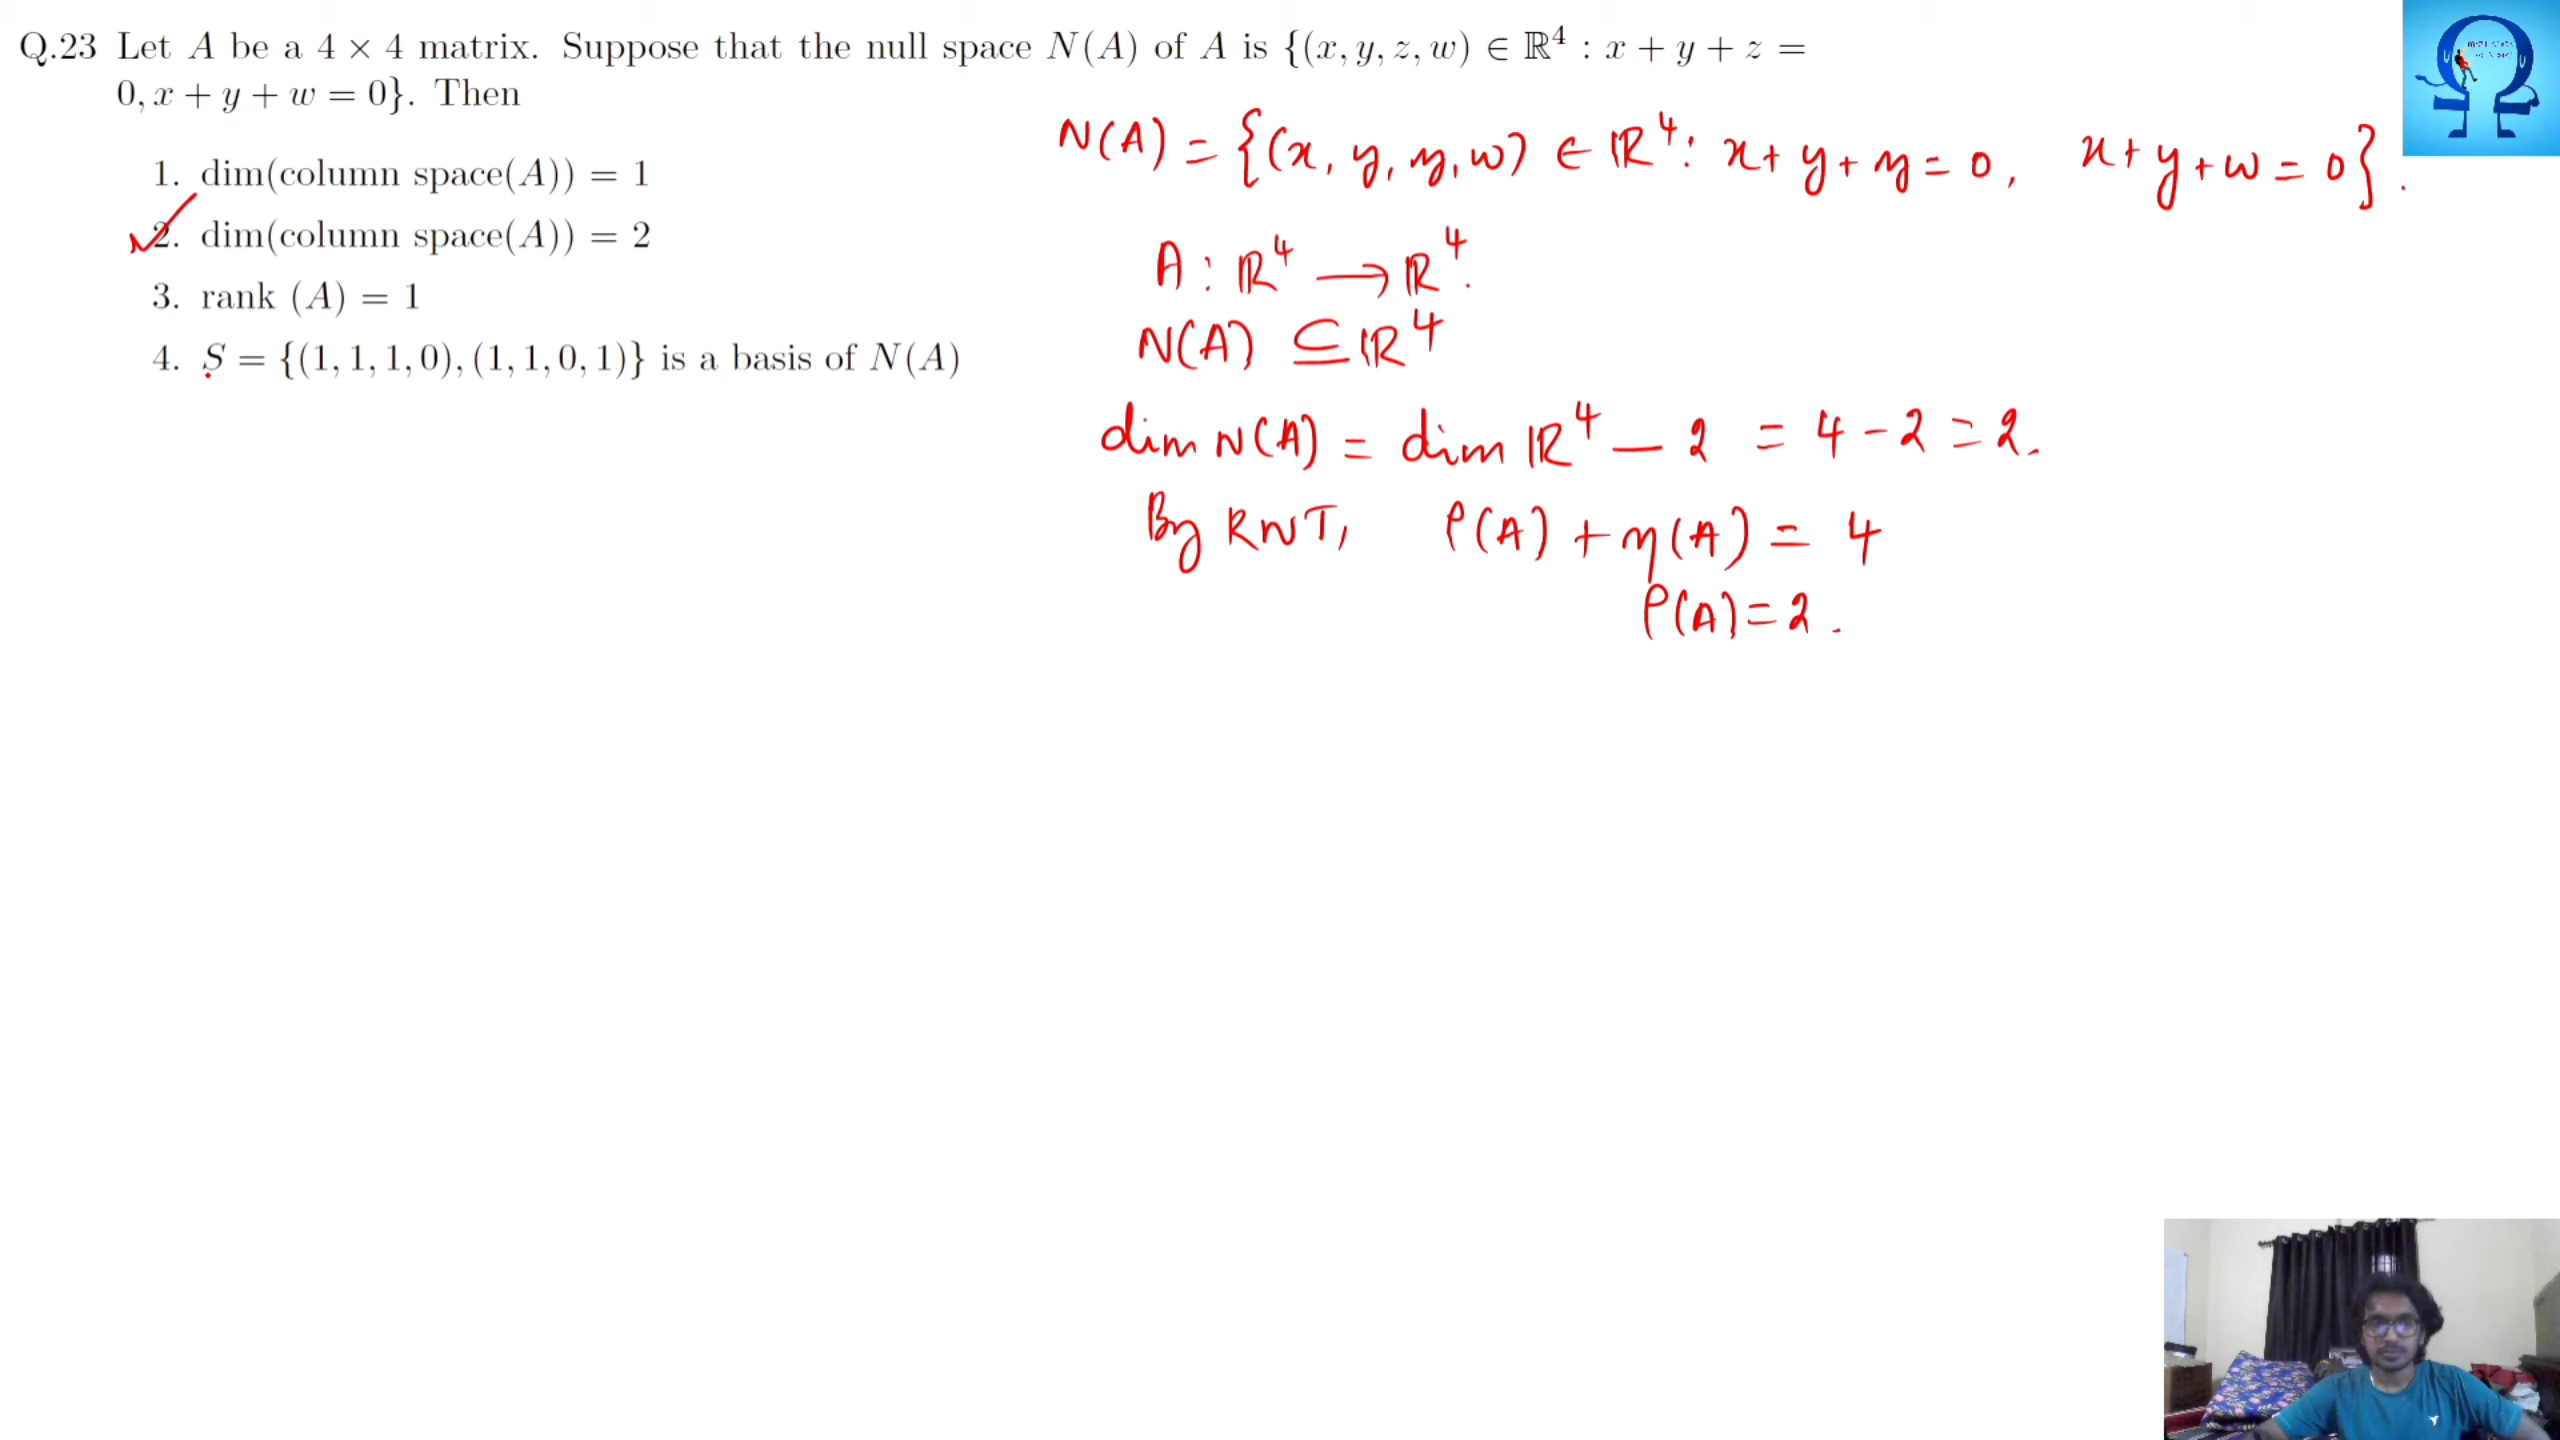 Q.23 Let A be a 4 × 4 matrix. Suppose that the null space N(A) of A is {(x, y, z, w) ∈ ℝ⁴ : x + y + z =
0, x + y + w = 0}. Then
1. dim(column space(A)) = 1
2. dim(column space(A)) = 2
3. rank (A) = 1
4. S = {(1, 1, 1, 0), (1, 1, 0, 1)} is a basis of N(A)
N(A) = {(x, y, z, w) ∈ ℝ⁴: x + y + z = 0, x + y + w = 0}.
A : ℝ⁴ → ℝ⁴.
N(A) ⊆ ℝ⁴
dim N(A) = dim ℝ⁴ − 2 = 4 − 2 = 2.
By RNT, ρ(A) + η(A) = 4
ρ(A) = 2.